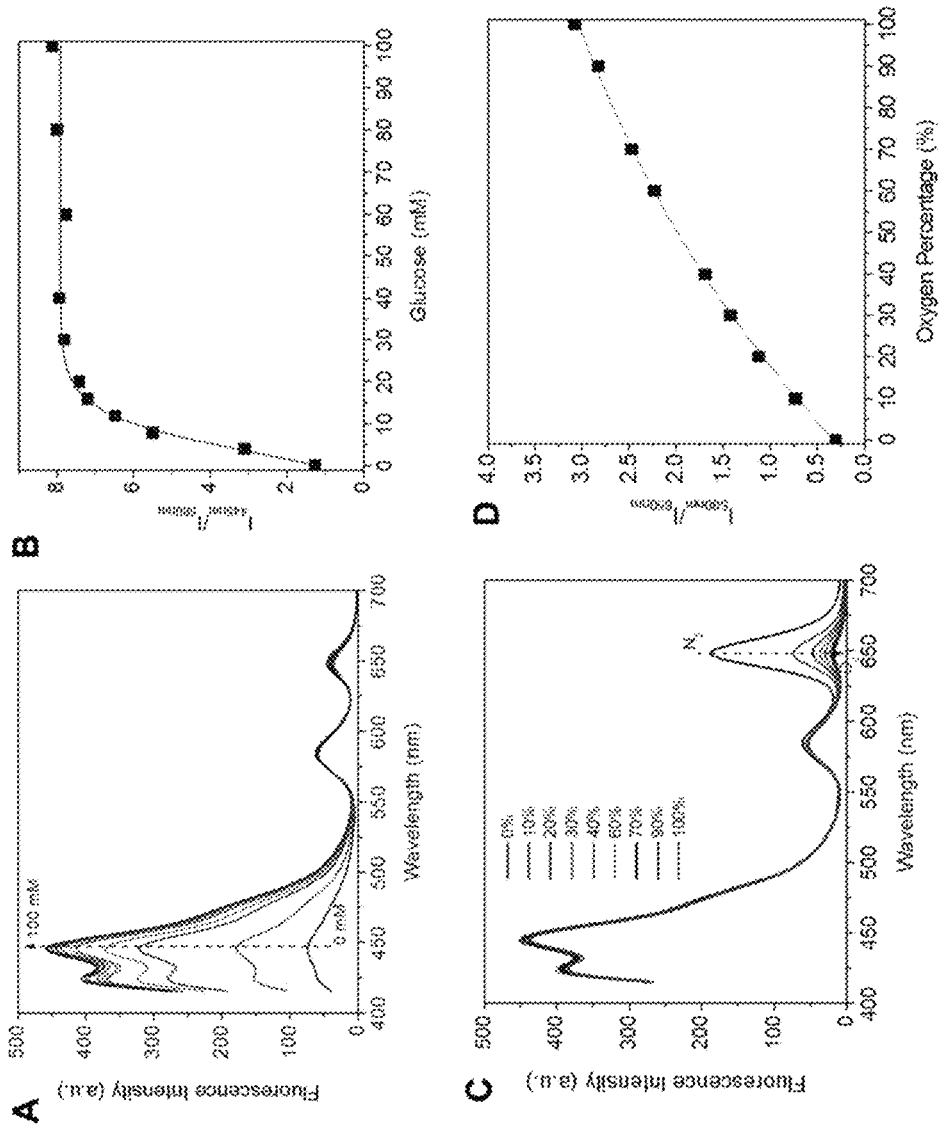 A
Fluorescence Intensity (a.u.)
500
400
300
200
100
0
100 mM
0 mM
400 450 500 550 600 650 700
Wavelength (nm)
B
8
6
4
2
0
0 10 20 30 40 50 60 70 80 90 100
Glucose (mM)
C
Fluorescence Intensity (a.u.)
500
400
300
200
100
0
0%
10%
20%
30%
40%
60%
70%
90%
100%
N2
400 450 500 550 600 650 700
Wavelength (nm)
D
4.0
3.5
3.0
2.5
2.0
1.5
1.0
0.5
0.0
0 10 20 30 40 50 60 70 80 90 100
Oxygen Percentage (%)